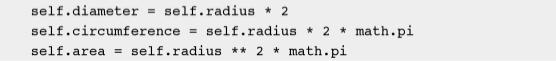 self.diameter = self.radius * 2
self.circumference = self.radius * 2 * math.pi
self.area = self.radius ** 2 * math.pi